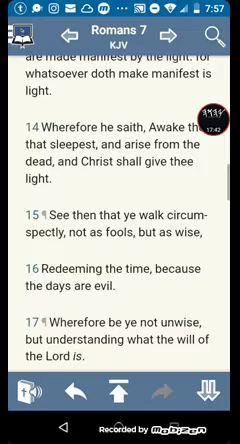 7:57
Romans 7
KJV
are made manifest by the light: for
whatsoever doth make manifest is
light.
14 Wherefore he saith, Awake
that sleepest, and arise from the
dead, and Christ shall give thee
light.
17:42
15 ¶ See then that ye walk circum-
spectly, not as fools, but as wise,
16 Redeeming the time, because
the days are evil.
17 ¶ Wherefore be ye not unwise,
but understanding what the will of
the Lord is.
Recorded by Mobizen